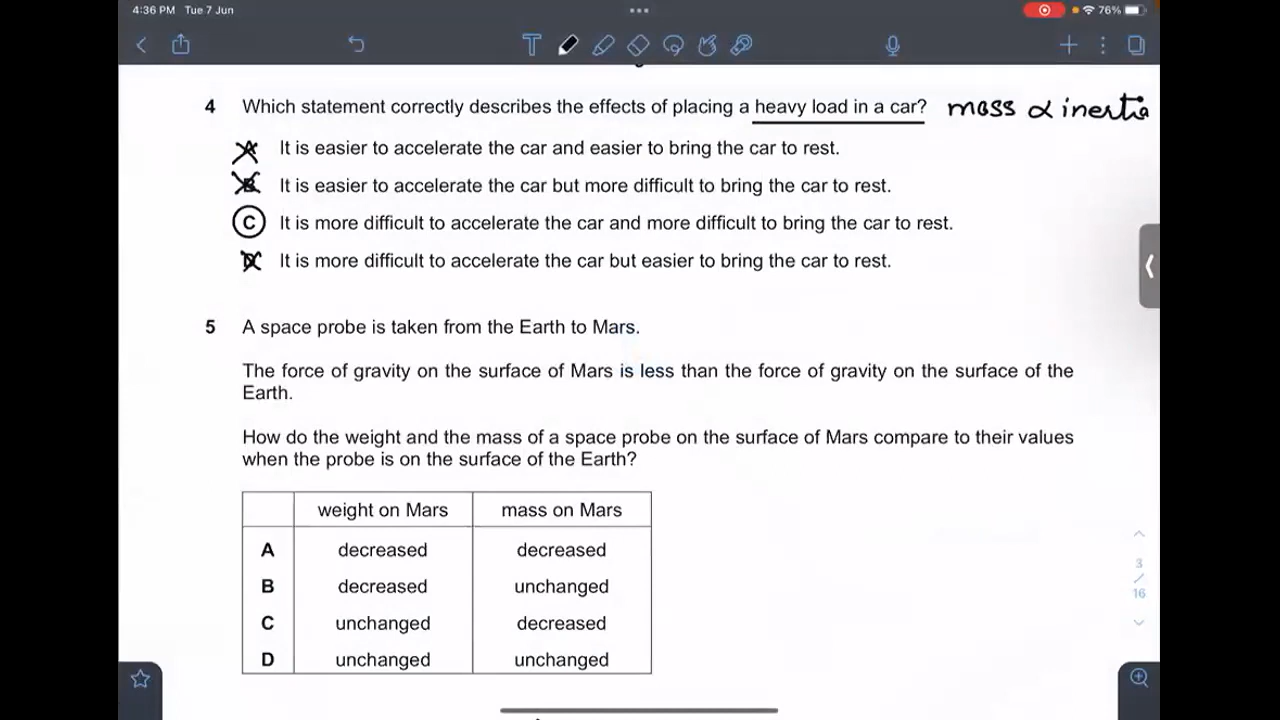 4:36 PM Tue 7 Jun
76%
4 Which statement correctly describes the effects of placing a heavy load in a car? mass α inertia
A It is easier to accelerate the car and easier to bring the car to rest.
B It is easier to accelerate the car but more difficult to bring the car to rest.
C It is more difficult to accelerate the car and more difficult to bring the car to rest.
D It is more difficult to accelerate the car but easier to bring the car to rest.
5 A space probe is taken from the Earth to Mars.
The force of gravity on the surface of Mars is less than the force of gravity on the surface of the
Earth.
How do the weight and the mass of a space probe on the surface of Mars compare to their values
when the probe is on the surface of the Earth?
weight on Mars mass on Mars
A decreased decreased
B decreased unchanged
C unchanged decreased
D unchanged unchanged
3
/
16